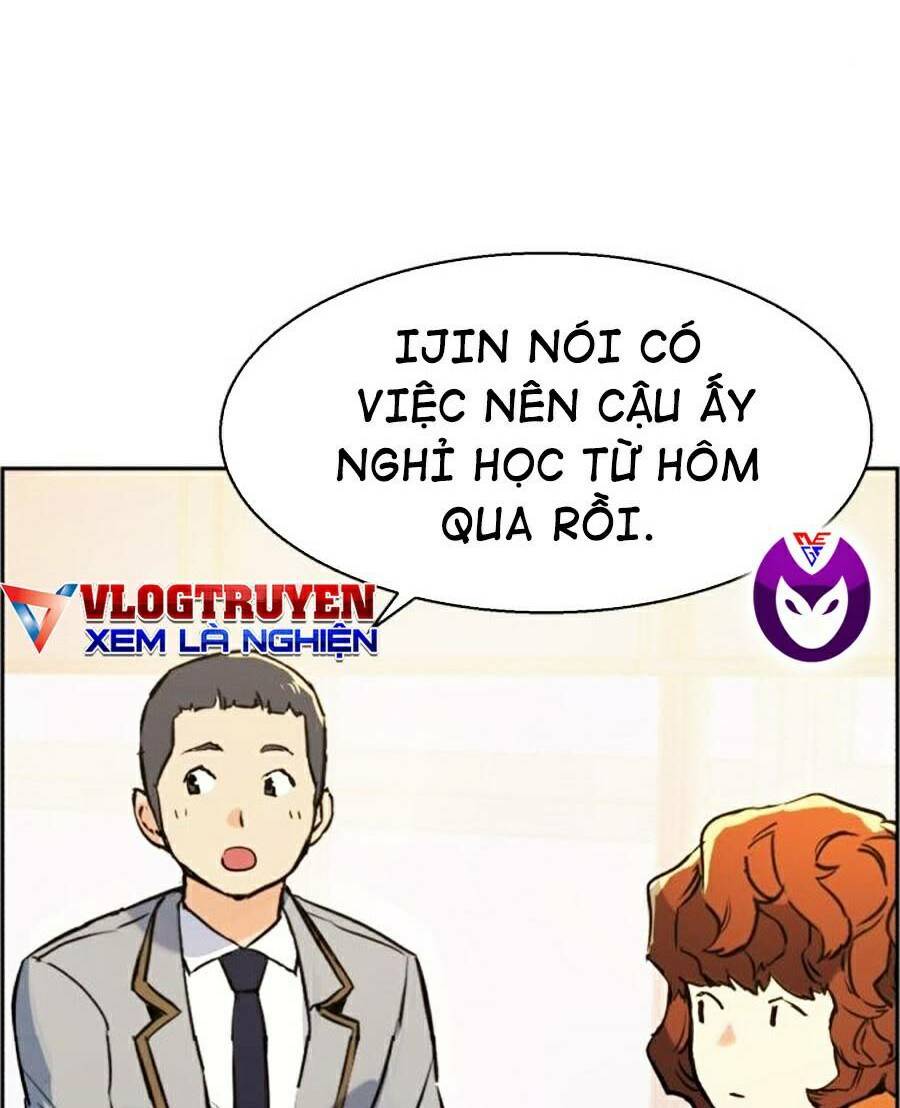 IJIN NÓI CÓ
VIỆC NÊN CẬU ẤY
NGHỈ HỌC TỪ HÔM
QUA RỒI.
VLOGTRUYEN
XEM LÀ NGHIỆN